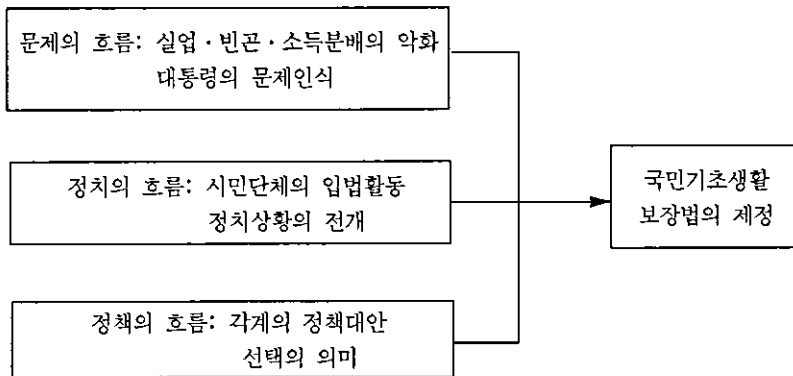 문제의 흐름: 실업·빈곤·소득분배의 악화
대통령의 문제인식
정치의 흐름: 시민단체의 입법활동
정치상황의 전개
국민기초생활
보장법의 제정
정책의 흐름: 각계의 정책대안
선택의 의미